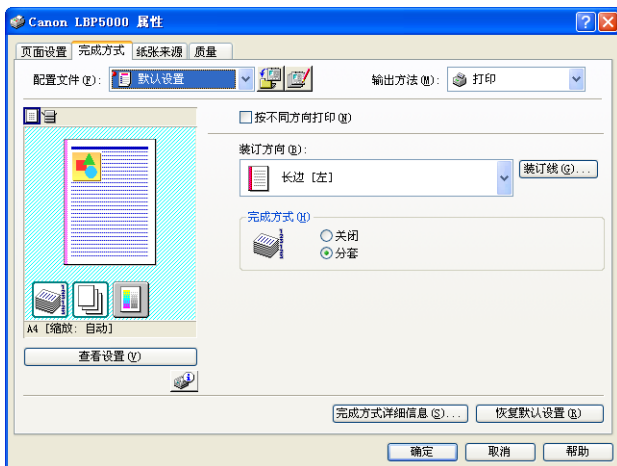 Canon LBP5000 属性
页面设置 完成方式 纸张来源 质量
配置文件(F): 默认设置 输出方法(M): 打印
按不同方向打印(N)
装订方向(B):
长边 [左] 装订线(G)...
完成方式(H)
关闭
分套
A4 [缩放: 自动]
查看设置(V)
完成方式详细信息(S)... 恢复默认设置(R)
确定 取消 帮助